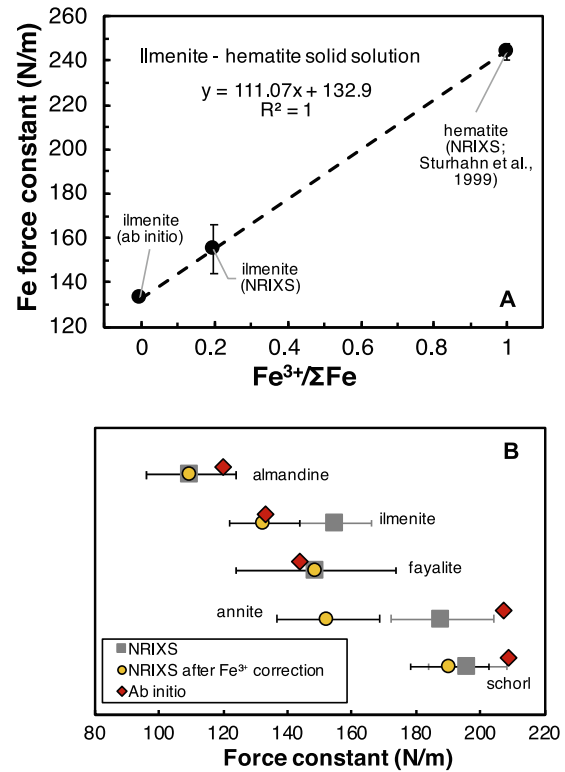 Fe force constant (N/m)
260
240
220
200
180
160
140
120
Ilmenite - hematite solid solution
y = 111.07x + 132.9
R² = 1
hematite
(NRIXS;
Sturhahn et al.,
1999)
ilmenite
(ab initio)
ilmenite
(NRIXS)
A
0
0.2
0.4
0.6
0.8
1
Fe³⁺/ΣFe
B
almandine
ilmenite
fayalite
annite
schorl
NRIXS
NRIXS after Fe³⁺ correction
Ab initio
80
100
120
140
160
180
200
220
Force constant (N/m)